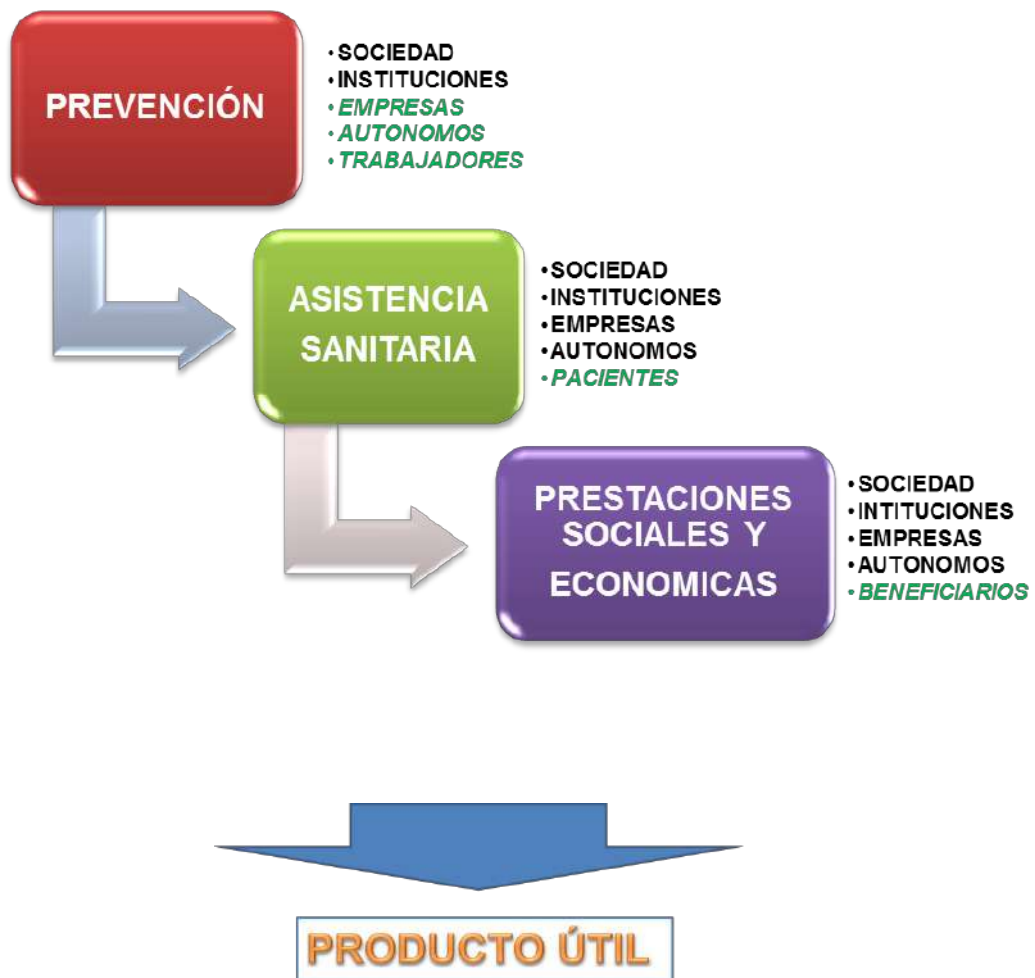 PREVENCIÓN
•SOCIEDAD
•INSTITUCIONES
•EMPRESAS
•AUTONOMOS
•TRABAJADORES
ASISTENCIA
SANITARIA
•SOCIEDAD
•INSTITUCIONES
•EMPRESAS
•AUTONOMOS
•PACIENTES
PRESTACIONES
SOCIALES Y
ECONOMICAS
•SOCIEDAD
•INTITUCIONES
•EMPRESAS
•AUTONOMOS
•BENEFICIARIOS
PRODUCTO ÚTIL